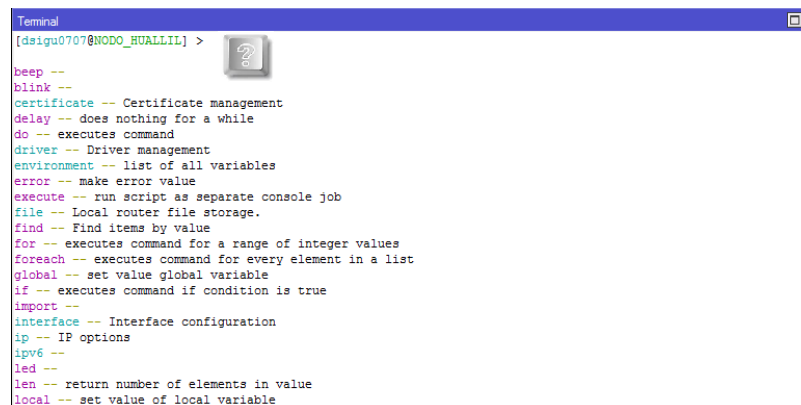 Terminal
[dsigu0707@NODO_HUALLIL] >
?
beep --
blink --
certificate -- Certificate management
delay -- does nothing for a while
do -- executes command
driver -- Driver management
environment -- list of all variables
error -- make error value
execute -- run script as separate console job
file -- Local router file storage.
find -- Find items by value
for -- executes command for a range of integer values
foreach -- executes command for every element in a list
global -- set value global variable
if -- executes command if condition is true
import --
interface -- Interface configuration
ip -- IP options
ipv6 --
led --
len -- return number of elements in value
local -- set value of local variable